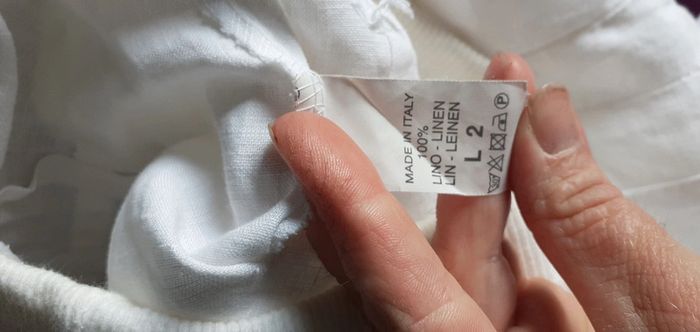 MADE IN ITALY
100%
LINO - LINEN
LIN - LEINEN
L 2
P